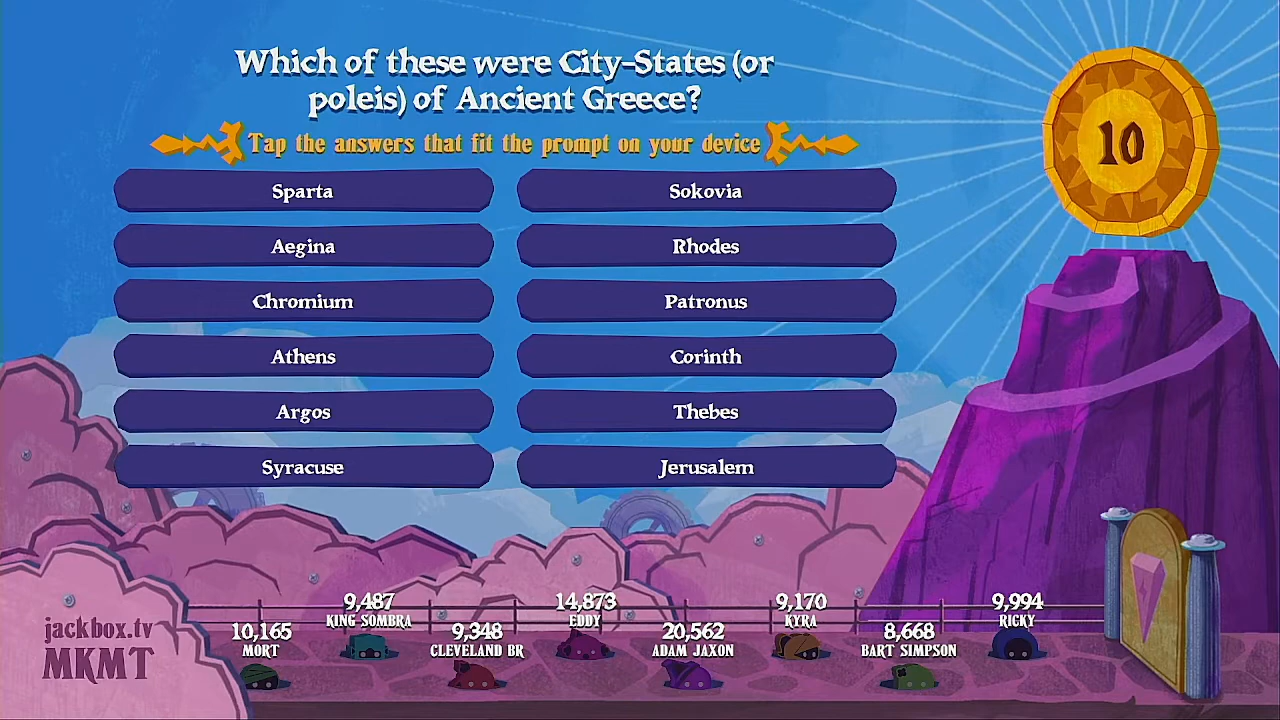 Which of these were City-States (or
poleis) of Ancient Greece?
Tap the answers that fit the prompt on your device
10
Sparta
Sokovia
Aegina
Rhodes
Chromium
Patronus
Athens
Corinth
Argos
Thebes
Syracuse
Jerusalem
jackbox.tv
MKMT
10,165
MORT
9,487
KING SOMBRA
9,348
CLEVELAND BR
14,873
EDDY
20,562
ADAM JAXON
9,170
KYRA
8,668
BART SIMPSON
9,994
RICKY